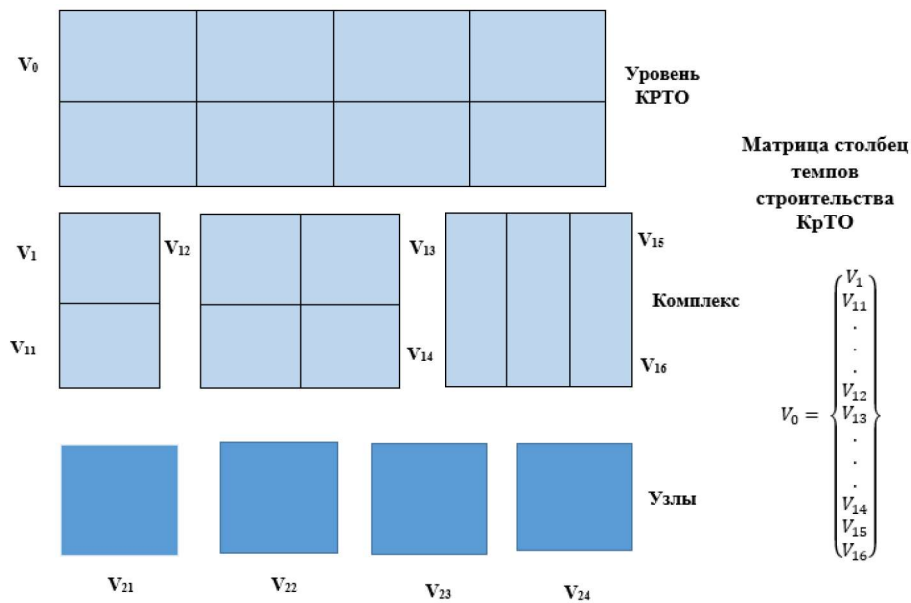 V₀
Уровень
КРТО
Матрица столбец
темпов
строительства
КрТО
V₁
V₁₂
V₁₃
V₁₅
Комплекс
V₁₁
V₁₄
V₁₆
V₀ =
V₁
V₁₁
.
.
.
V₁₂
V₁₃
.
.
.
V₁₄
V₁₅
V₁₆
Узлы
V₂₁
V₂₂
V₂₃
V₂₄